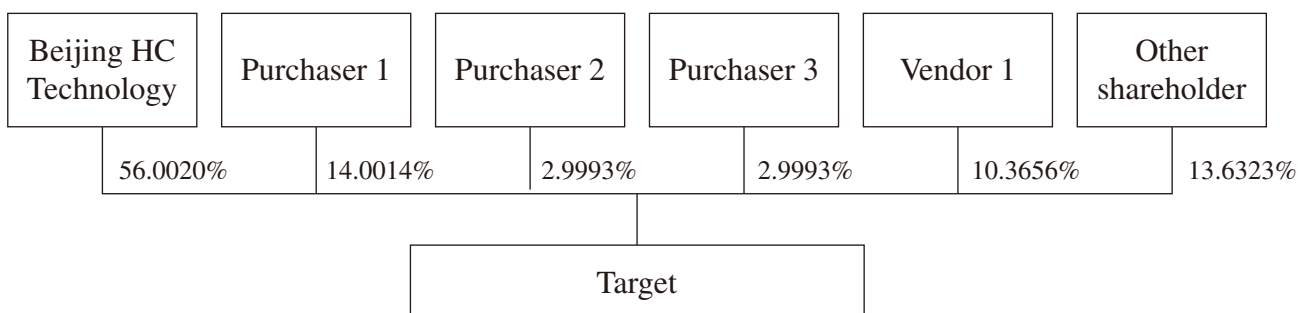 Beijing HC
Technology
Purchaser 1
Purchaser 2
Purchaser 3
Vendor 1
Other
shareholder
56.0020%
14.0014%
2.9993%
2.9993%
10.3656%
13.6323%
Target